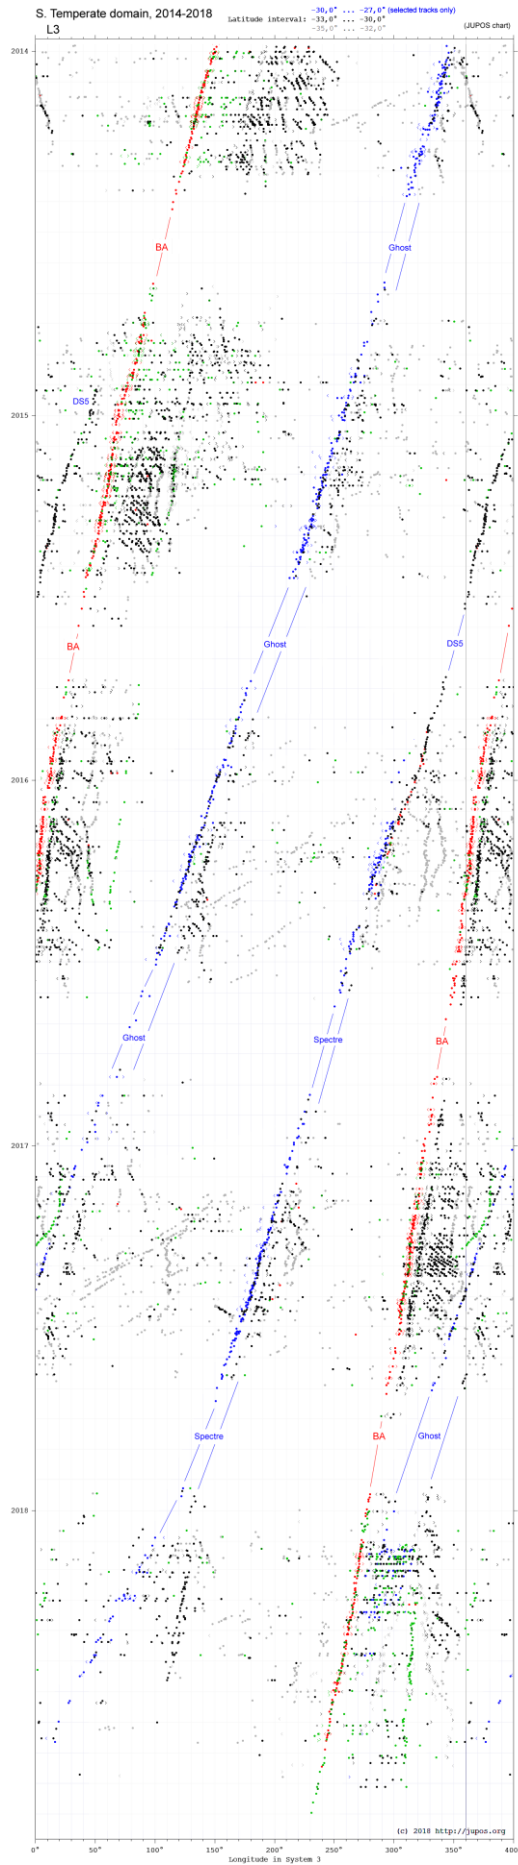 S. Temperate domain, 2014-2018
-30,0° ... -27,0° (selected tracks only)
Latitude interval: -33,0° ... -30,0°
-35,0° ... -32,0°
L3
(JUPOS chart)
2014
BA
Ghost
DS5
2015
BA
Ghost
DS5
2016
Ghost
Spectre
BA
2017
Spectre
BA
Ghost
2018
(c) 2018 http://jupos.org
0° 50° 100° 150° 200° 250° 300° 350° 400
Longitude in System 3